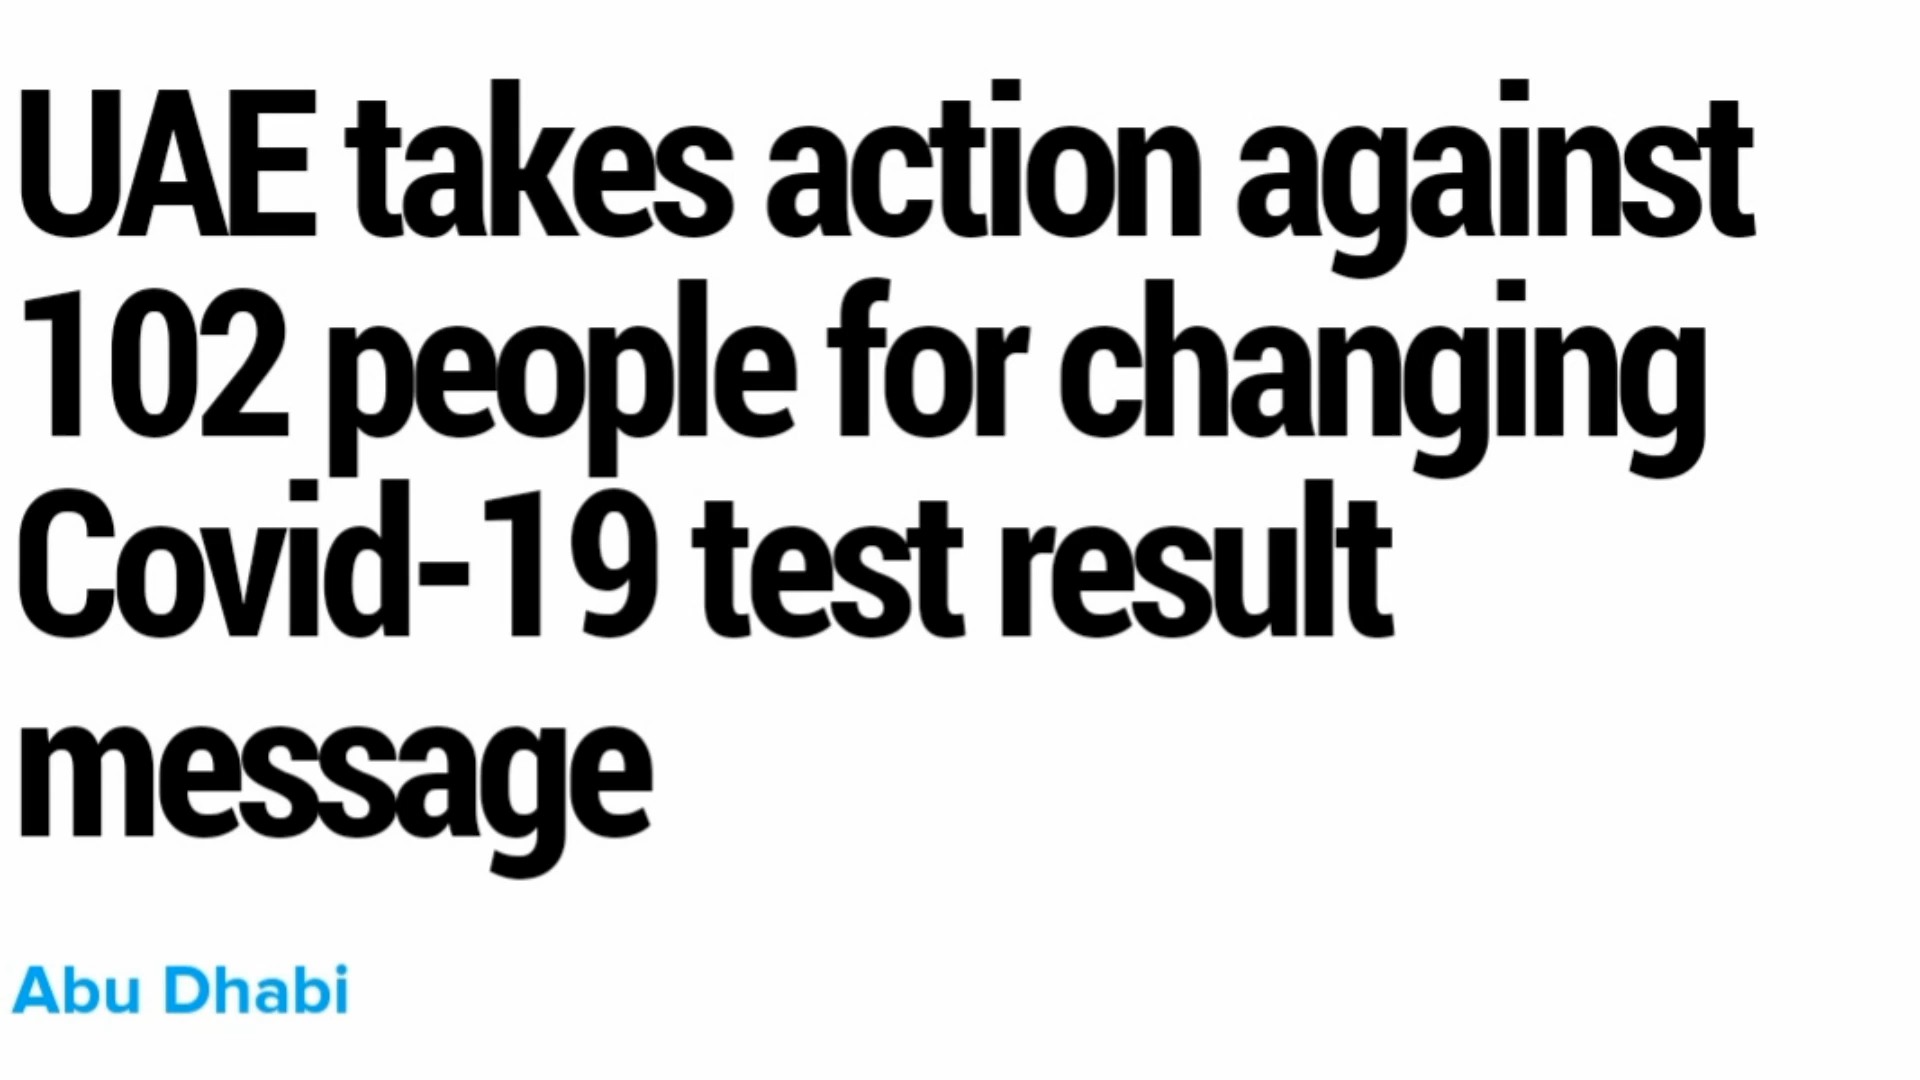 UAE takes action against
102 people for changing
Covid-19 test result
message
Abu Dhabi